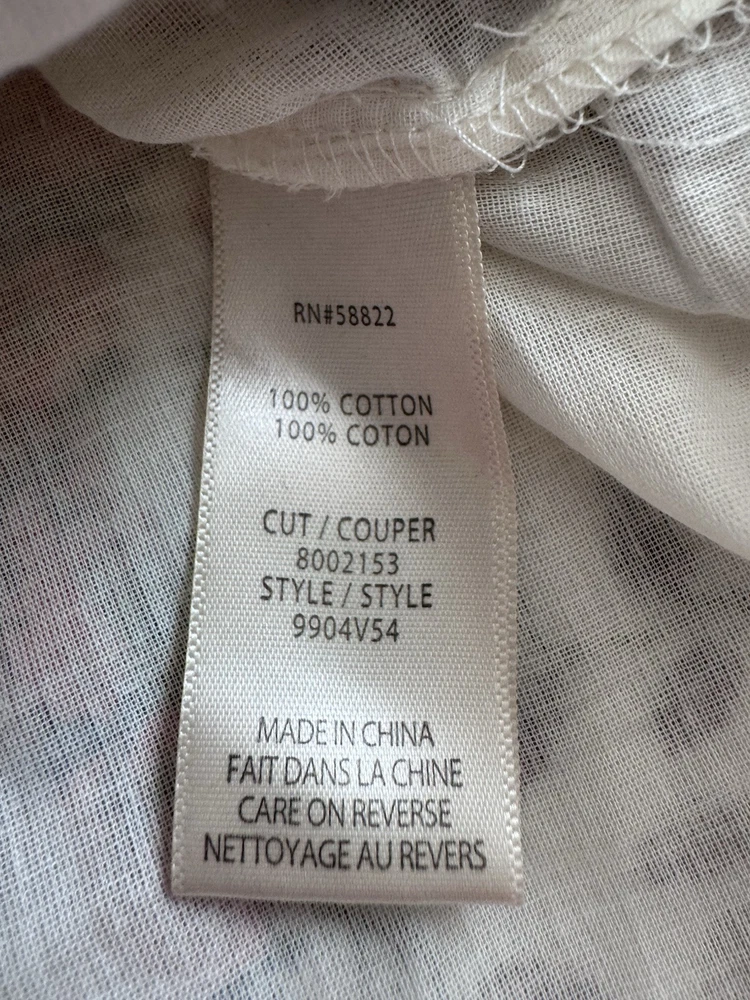 RN#58822
100% COTTON
100% COTON
CUT / COUPER
8002153
STYLE / STYLE
9904V54
MADE IN CHINA
FAIT DANS LA CHINE
CARE ON REVERSE
NETTOYAGE AU REVERS